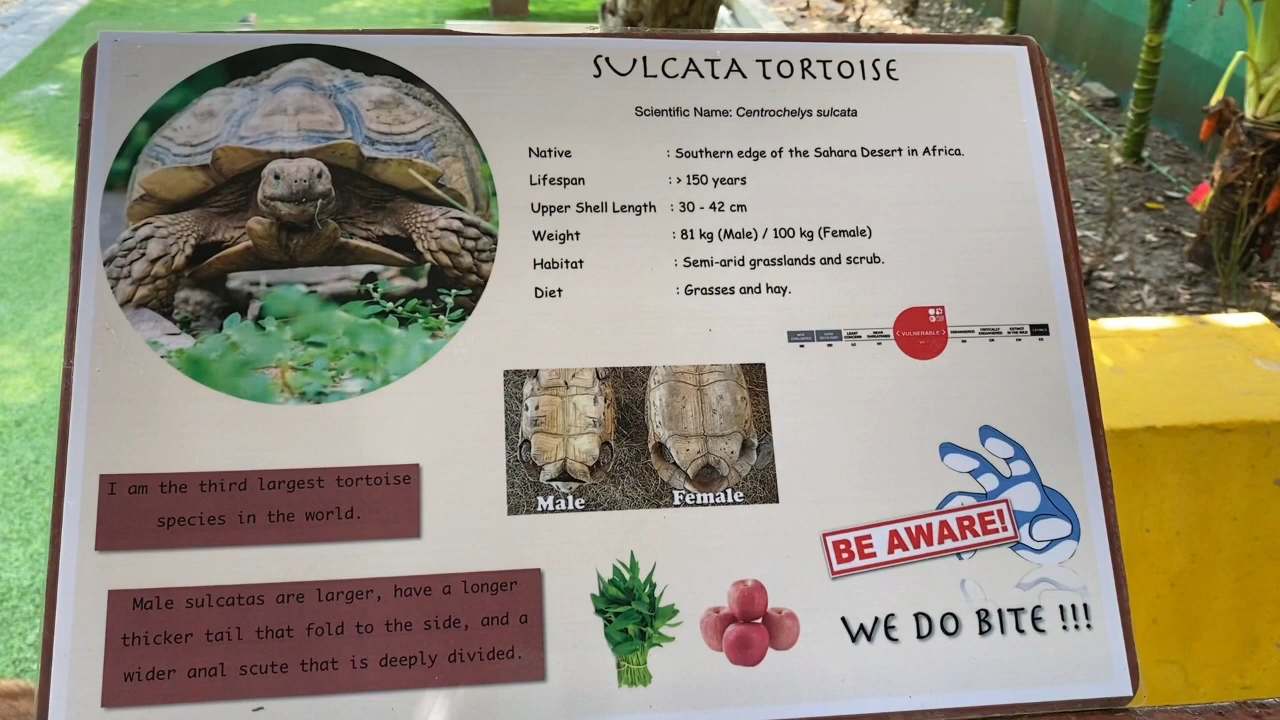 SULCATA TORTOISE
Scientific Name: Centrochelys sulcata
Native : Southern edge of the Sahara Desert in Africa.
Lifespan : > 150 years
Upper Shell Length : 30 - 42 cm
Weight : 81 kg (Male) / 100 kg (Female)
Habitat : Semi-arid grasslands and scrub.
Diet : Grasses and hay.
LEAST CONCERN
NEAR THREATENED
< VULNERABLE >
ENDANGERED
CRITICALLY ENDANGERED
EXTINCT IN THE WILD
EXTINCT
Male Female
I am the third largest tortoise
species in the world.
BE AWARE!
Male sulcatas are larger, have a longer
thicker tail that fold to the side, and a
wider anal scute that is deeply divided.
WE DO BITE !!!